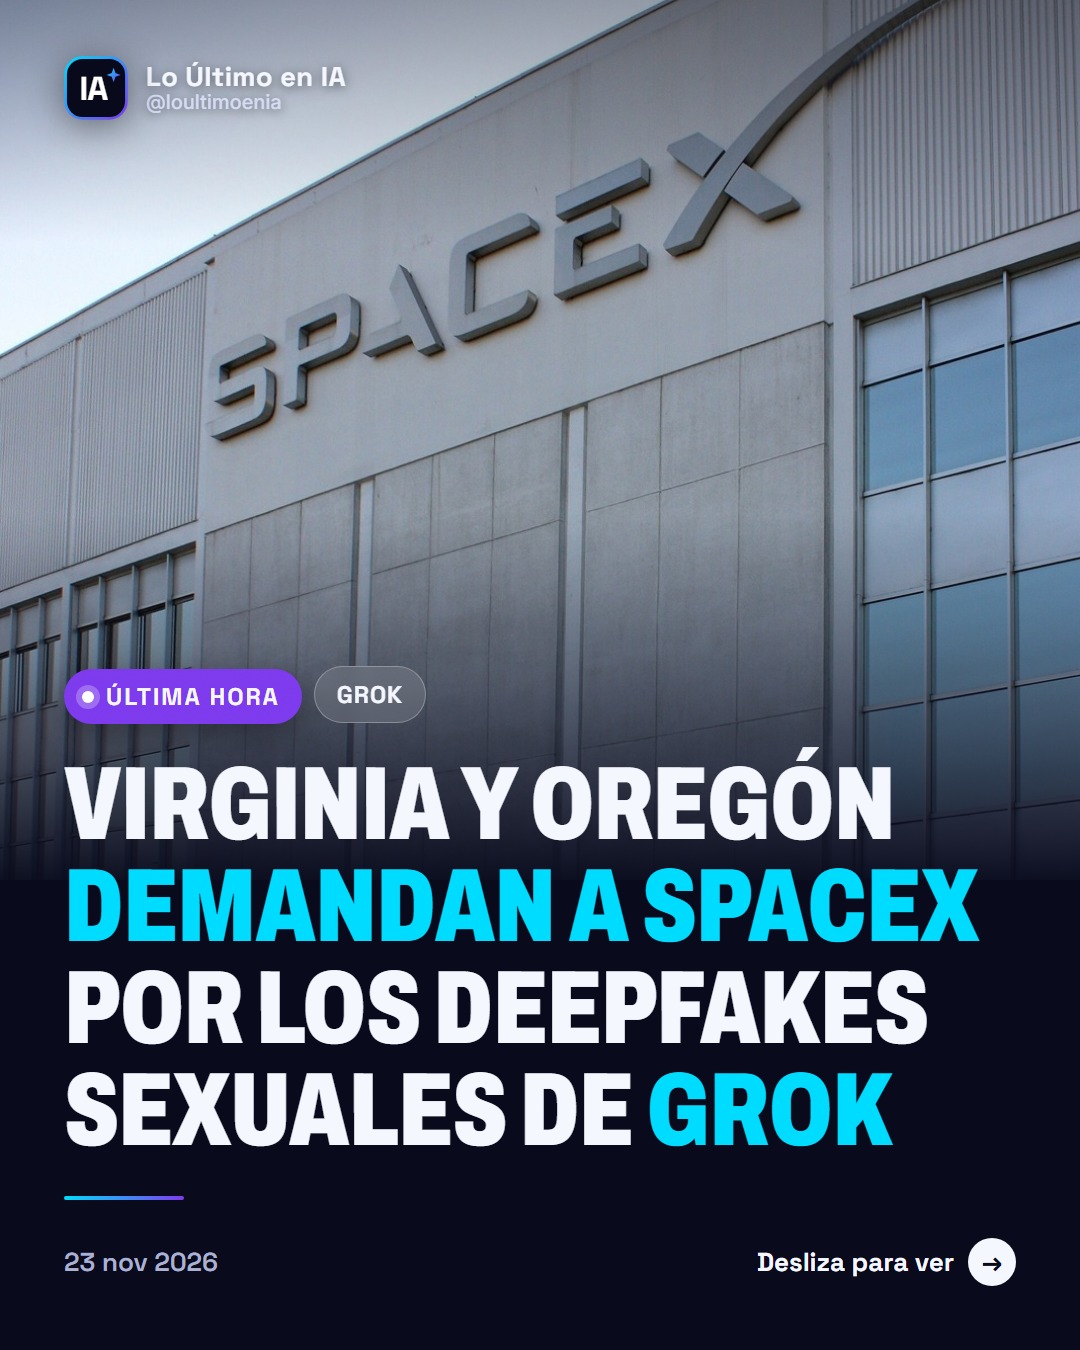 IA
Lo Último en IA
@loultimoenia
SPACEX
ÚLTIMA HORA
GROK
VIRGINIA Y OREGÓN
DEMANDAN A SPACEX
POR LOS DEEPFAKES
SEXUALES DE GROK
23 nov 2026
Desliza para ver →